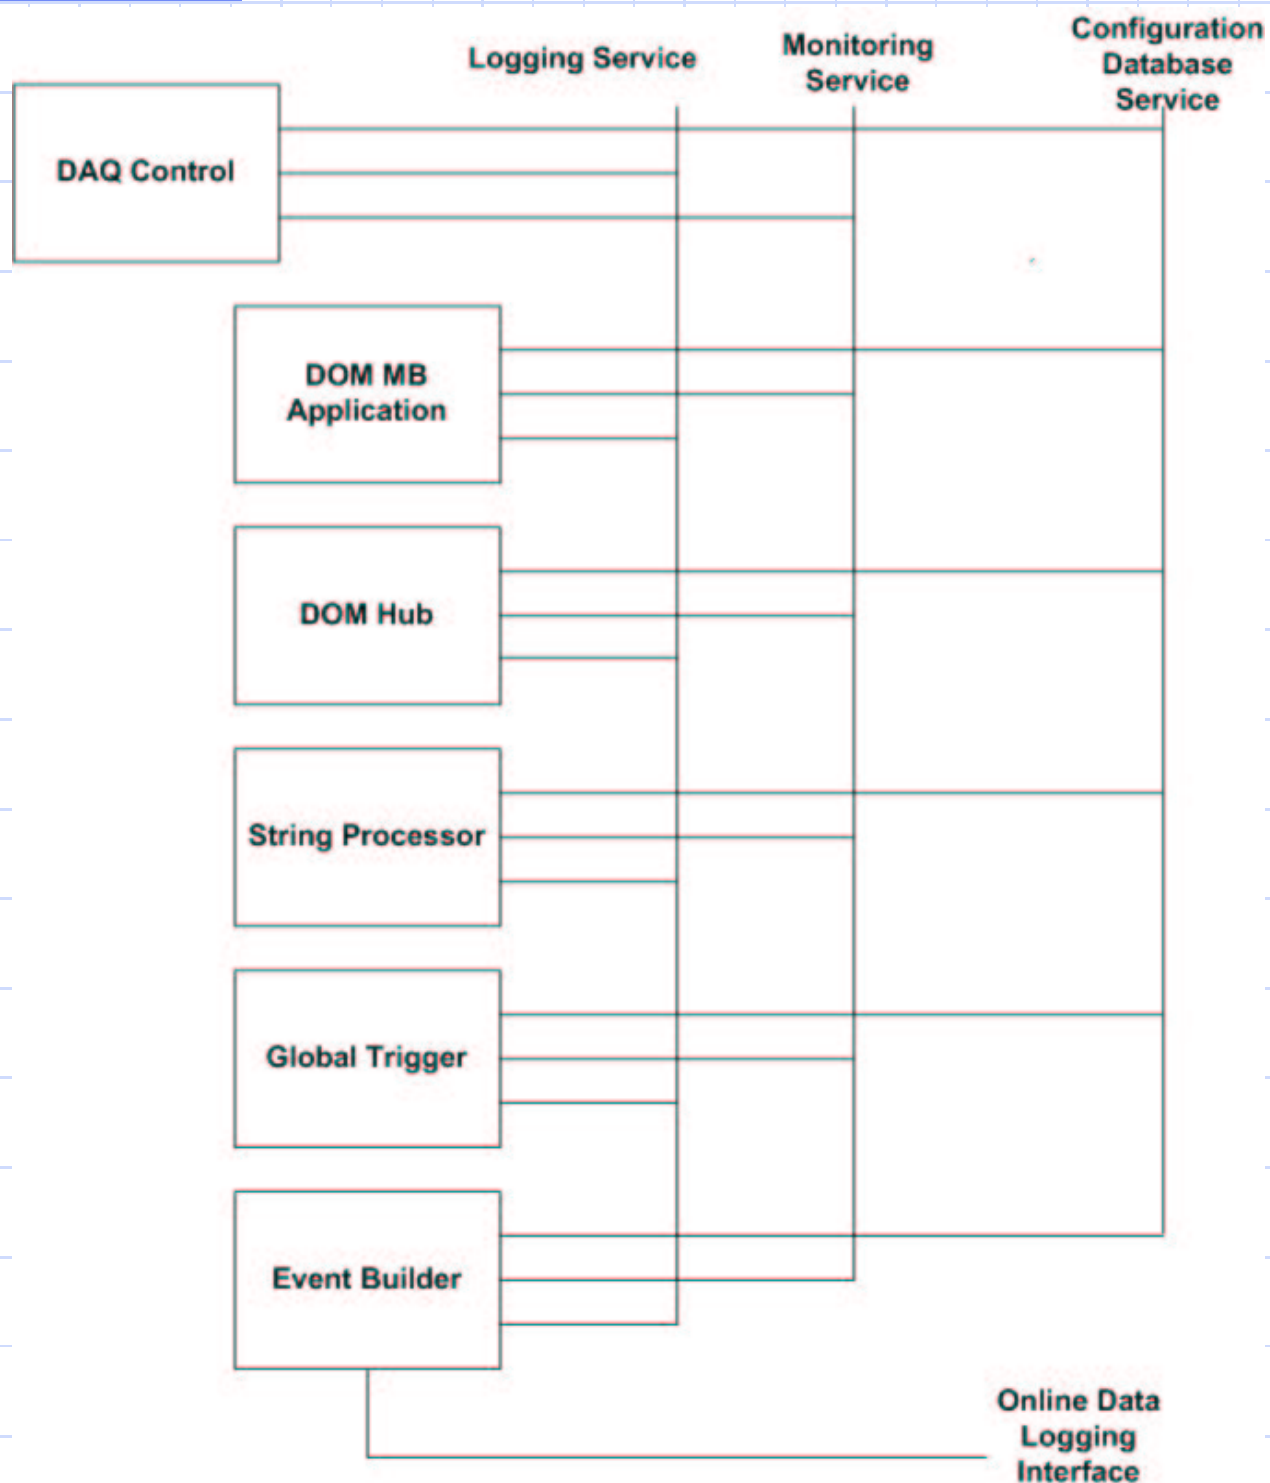 Logging Service
Monitoring
Service
Configuration
Database
Service
DAQ Control
DOM MB
Application
DOM Hub
String Processor
Global Trigger
Event Builder
Online Data
Logging
Interface